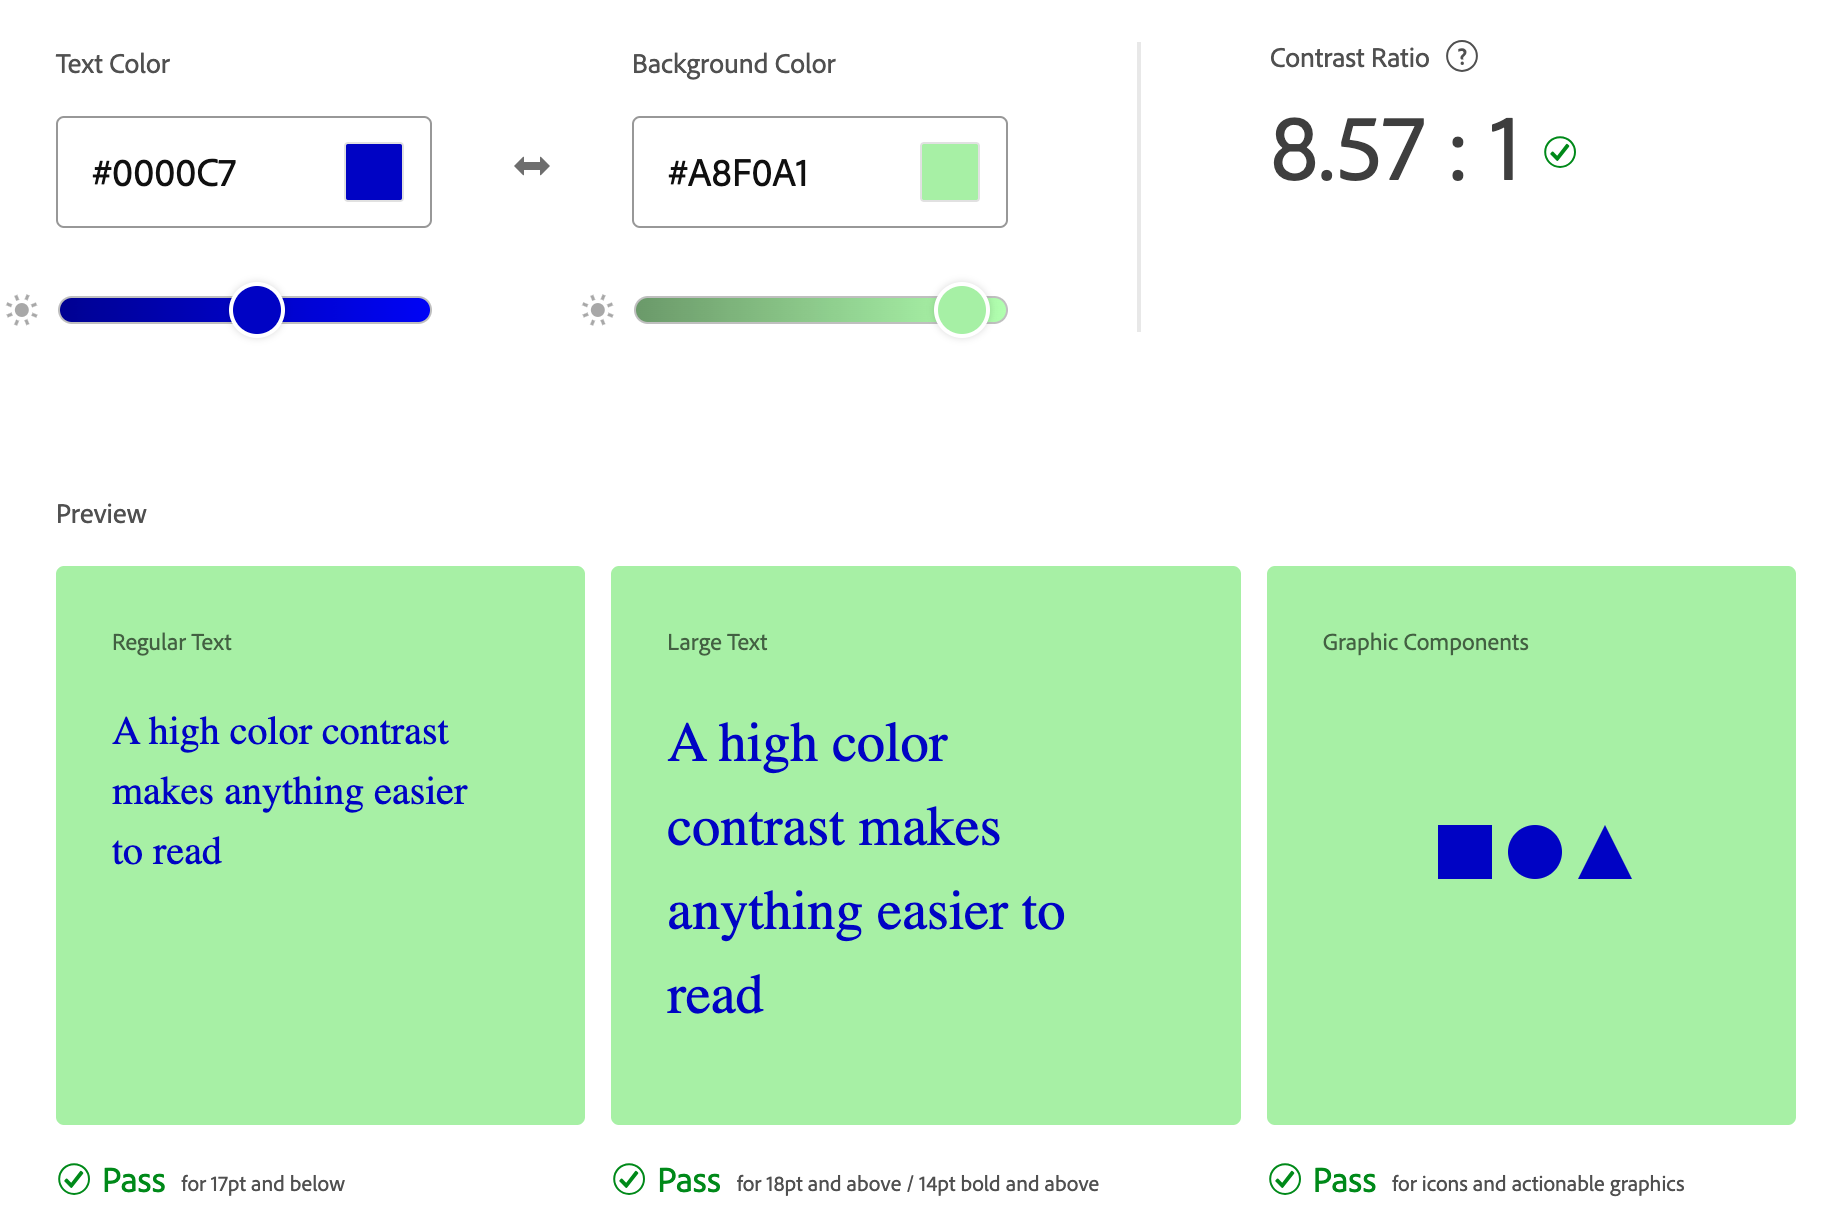 Text Color
Background Color
Contrast Ratio ?
#0000C7
#A8F0A1
8.57 : 1
Preview
Regular Text
A high color contrast
makes anything easier
to read
Large Text
A high color
contrast makes
anything easier to
read
Graphic Components
Pass for 17pt and below
Pass for 18pt and above / 14pt bold and above
Pass for icons and actionable graphics